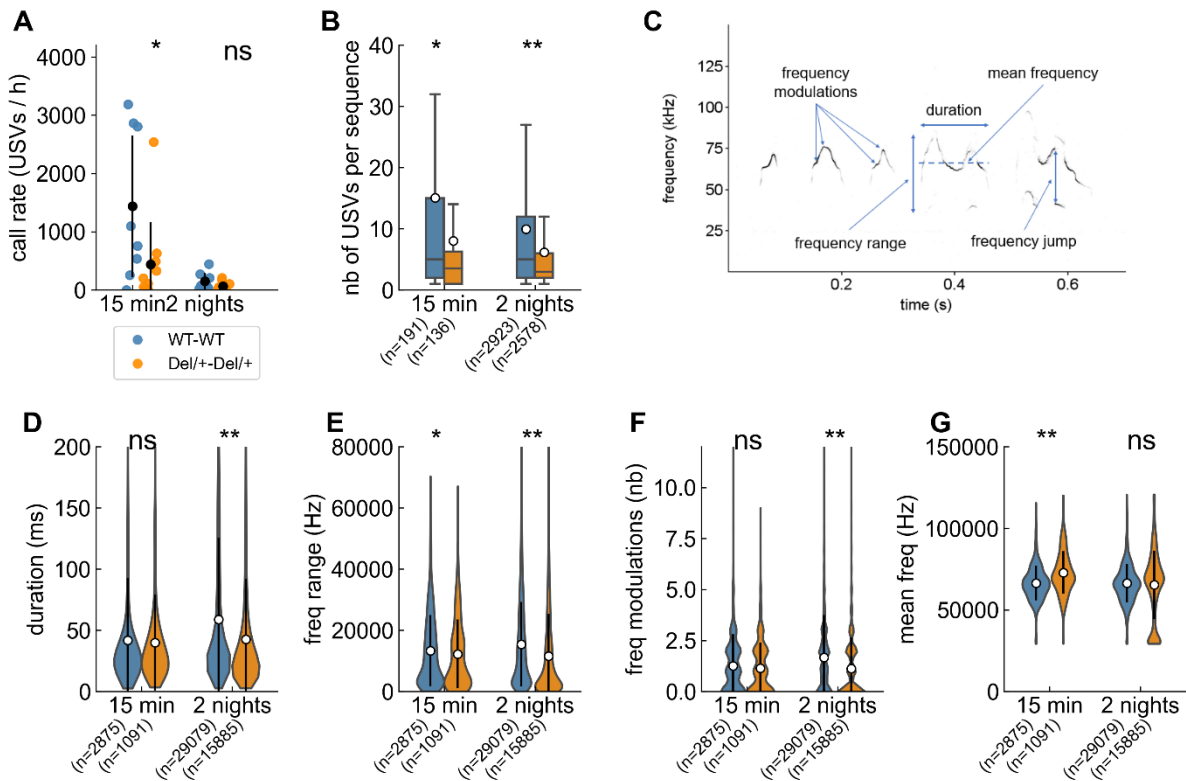 A
*
ns
4000
3000
2000
1000
0
call rate (USVs / h)
15 min
2 nights
WT-WT
Del/+-Del/+
B
*
**
40
30
20
10
0
nb of USVs per sequence
15 min
2 nights
(n=191)
(n=136)
(n=2923)
(n=2578)
C
125
100
75
50
25
frequency (kHz)
frequency
modulations
mean frequency
duration
frequency range
frequency jump
0.2
0.4
0.6
time (s)
D
ns
**
200
150
100
50
0
duration (ms)
15 min
2 nights
(n=2875)
(n=1091)
(n=29079)
(n=15885)
E
*
**
80000
60000
40000
20000
0
freq range (Hz)
15 min
2 nights
(n=2875)
(n=1091)
(n=29079)
(n=15885)
F
ns
**
10.0
7.5
5.0
2.5
0.0
freq modulations (nb)
15 min
2 nights
(n=2875)
(n=1091)
(n=29079)
(n=15885)
G
**
ns
150000
100000
50000
0
mean freq (Hz)
15 min
2 nights
(n=2875)
(n=1091)
(n=29079)
(n=15885)